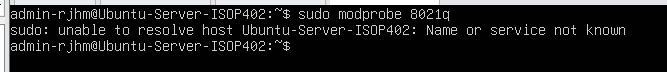 admin-rjhm@Ubuntu-Server-ISOP402:~$ sudo modprobe 8021q
sudo: unable to resolve host Ubuntu-Server-ISOP402: Name or service not known
admin-rjhm@Ubuntu-Server-ISOP402:~$